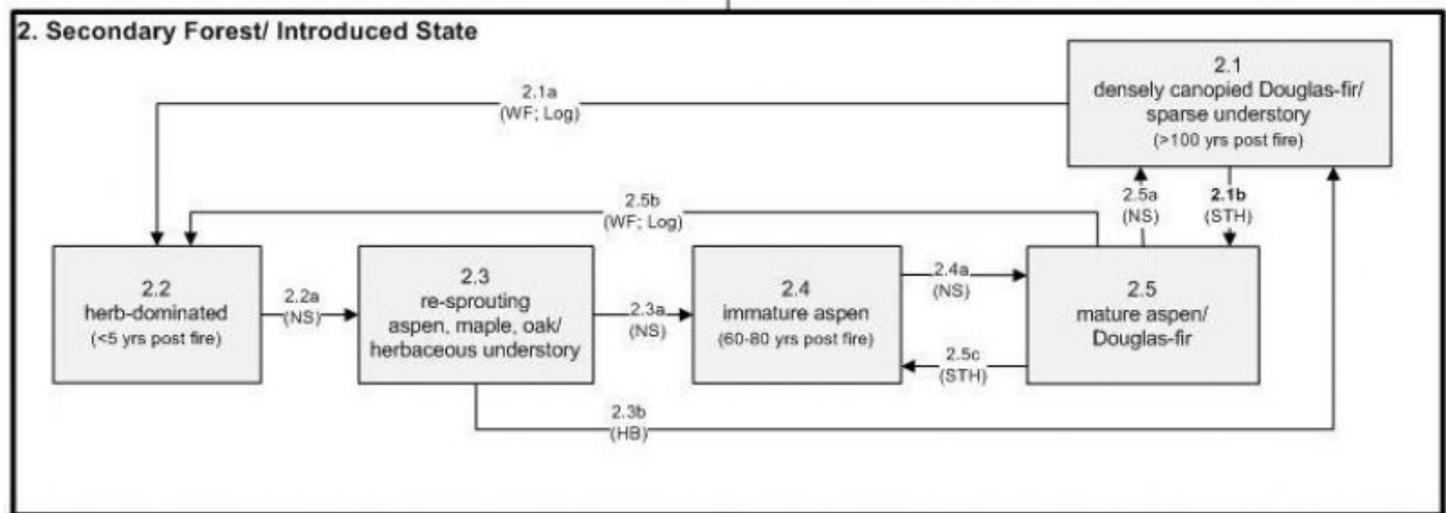 2. Secondary Forest/ Introduced State
2.1
densely canopied Douglas-fir/
sparse understory
(>100 yrs post fire)
2.1a
(WF; Log)
2.5a
(NS)
2.1b
(STH)
2.5b
(WF; Log)
2.2
herb-dominated
(<5 yrs post fire)
2.2a
(NS)
2.3
re-sprouting
aspen, maple, oak/
herbaceous understory
2.3a
(NS)
2.4
immature aspen
(60-80 yrs post fire)
2.4a
(NS)
2.5
mature aspen/
Douglas-fir
2.5c
(STH)
2.3b
(HB)